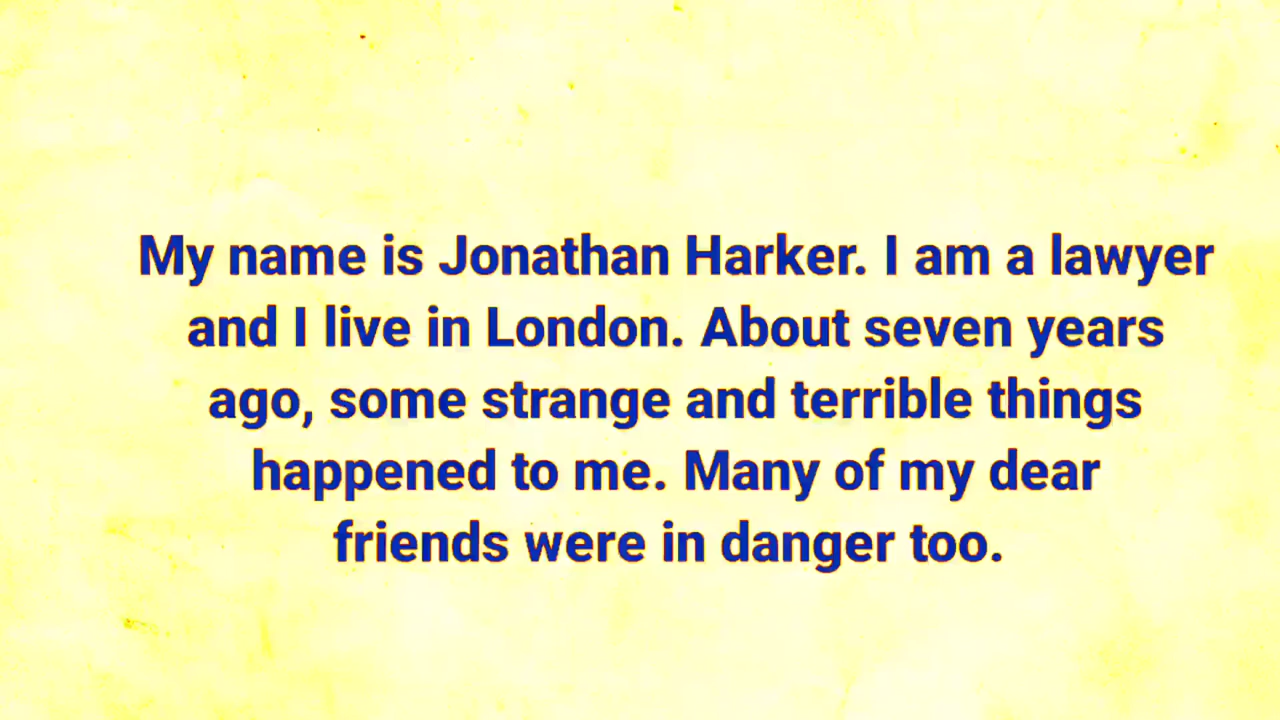 My name is Jonathan Harker. I am a lawyer
and I live in London. About seven years
ago, some strange and terrible things
happened to me. Many of my dear
friends were in danger too.